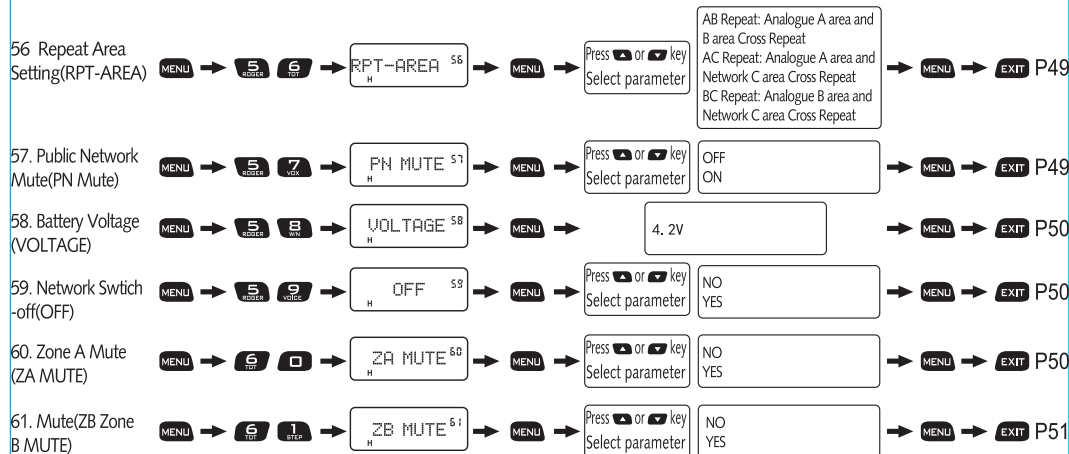 56 Repeat Area
Setting(RPT-AREA)
MENU
5 ROGER
6 TOT
RPT-AREA 56
H
MENU
Press ▲ or ▼ key
Select parameter
AB Repeat: Analogue A area and
B area Cross Repeat
AC Repeat: Analogue A area and
Network C area Cross Repeat
BC Repeat: Analogue B area and
Network C area Cross Repeat
MENU
EXIT P49
57. Public Network
Mute(PN Mute)
MENU
5 ROGER
7 VOX
PN MUTE 57
H
MENU
Press ▲ or ▼ key
Select parameter
OFF
ON
MENU
EXIT P49
58. Battery Voltage
(VOLTAGE)
MENU
5 ROGER
8 W/N
VOLTAGE 58
H
MENU
4. 2V
MENU
EXIT P50
59. Network Swtich
-off(OFF)
MENU
5 ROGER
9 VOICE
OFF 59
H
MENU
Press ▲ or ▼ key
Select parameter
NO
YES
MENU
EXIT P50
60. Zone A Mute
(ZA MUTE)
MENU
6 TOT
0
ZA MUTE 60
H
MENU
Press ▲ or ▼ key
Select parameter
NO
YES
MENU
EXIT P50
61. Mute(ZB Zone
B MUTE)
MENU
6 TOT
1 STEP
ZB MUTE 61
H
MENU
Press ▲ or ▼ key
Select parameter
NO
YES
MENU
EXIT P51